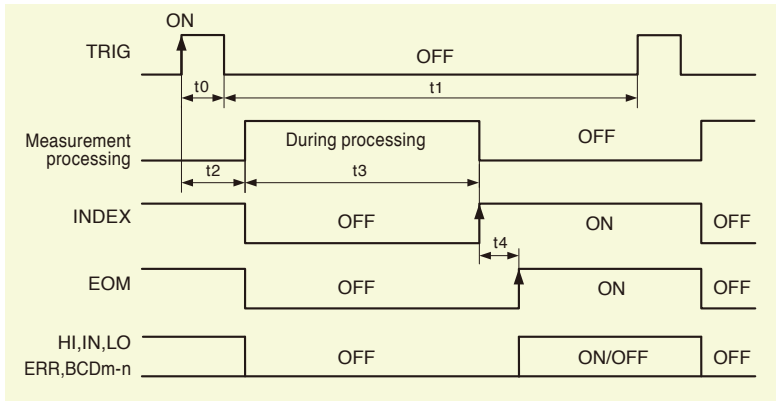 ON
TRIG
OFF
t0
t1
Measurement
processing
During processing
OFF
t2
t3
INDEX
OFF
ON
OFF
t4
EOM
OFF
ON
OFF
HI,IN,LO
ERR,BCDm-n
OFF
ON/OFF
OFF